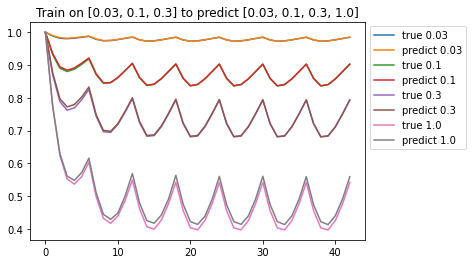 Train on [0.03, 0.1, 0.3] to predict [0.03, 0.1, 0.3, 1.0]
1.0
0.9
0.8
0.7
0.6
0.5
0.4
0
10
20
30
40
true 0.03
predict 0.03
true 0.1
predict 0.1
true 0.3
predict 0.3
true 1.0
predict 1.0